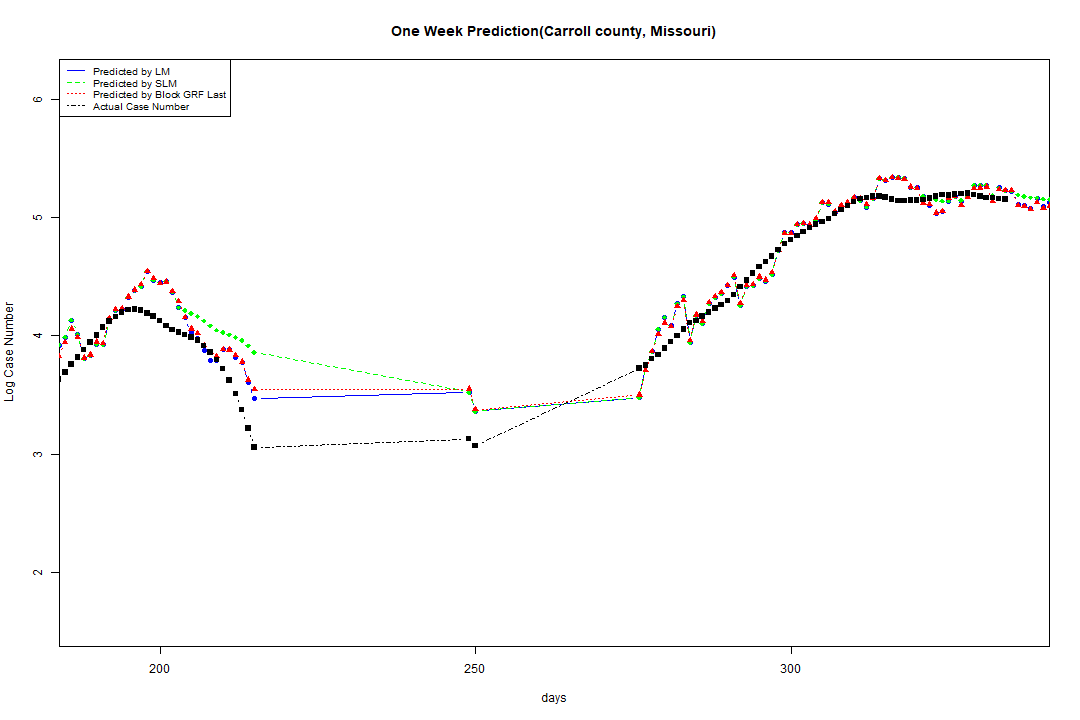 One Week Prediction(Carroll county, Missouri)
Predicted by LM
Predicted by SLM
Predicted by Block GRF Last
Actual Case Number
Log Case Number
6
5
4
3
2
200
250
300
days